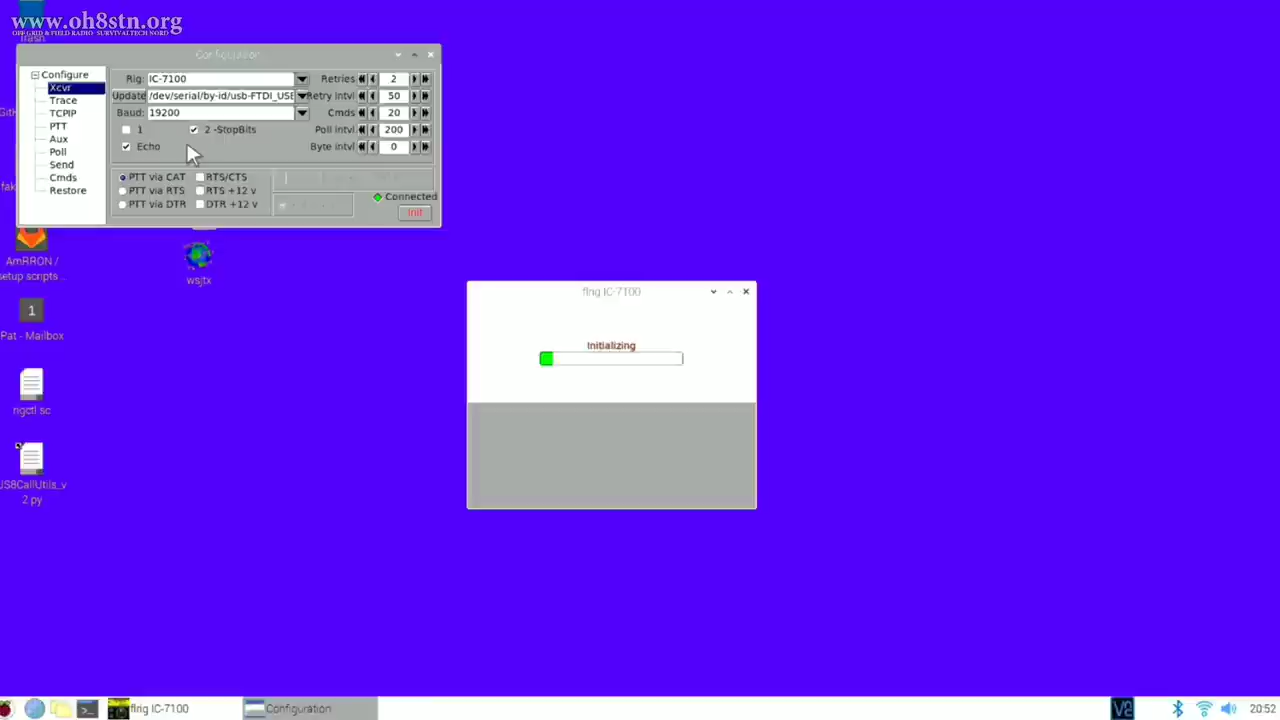 www.oh8stn.org
OFF GRID & FIELD RADIO SURVIVALTECH NORD
Trash
Configuration
Configure
Xcvr
Trace
TCPIP
PTT
Aux
Poll
Send
Cmds
Restore
Rig: IC-7100
Update /dev/serial/by-id/usb-FTDI_USE
Baud: 19200
1
2 -StopBits
Echo
Retries 2
Retry Intvl 50
Cmds 20
Poll Intvl 200
Byte Intvl 0
PTT via CAT RTS/CTS
PTT via RTS RTS +12 v
PTT via DTR DTR +12 v
Connected
Init
AmRRON /
setup scripts ..
wsjtx
1
Pat - Mailbox
rigctl sc
JS8CallUtils_v
2 py
flrig IC-7100
Initializing
flrig IC-7100
Configuration
20:52